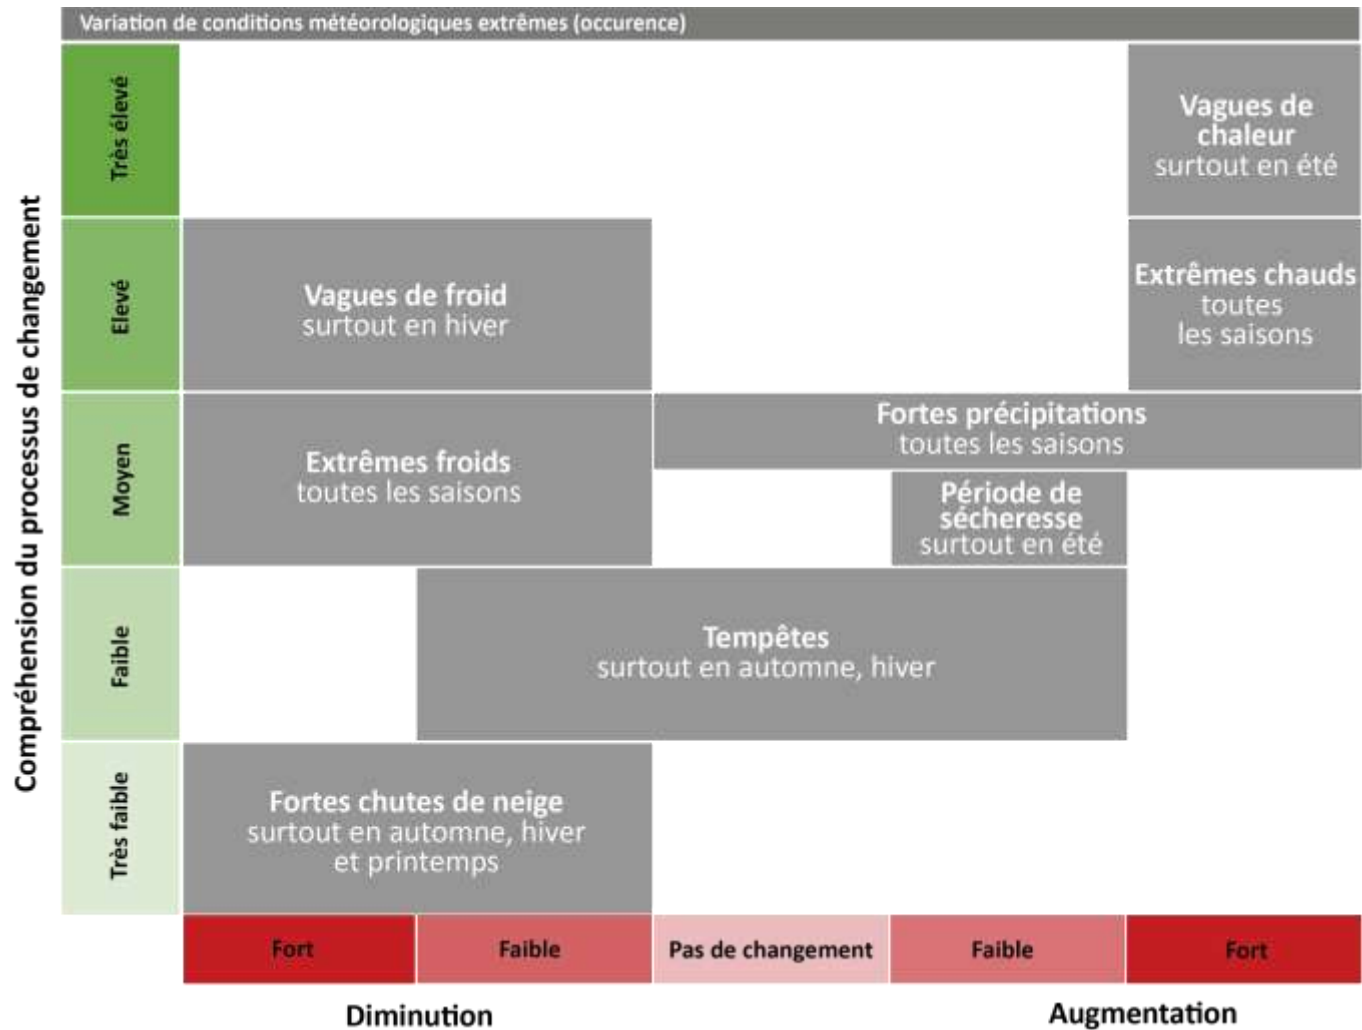 Variation de conditions météorologiques extrêmes (occurence)
Compréhension du processus de changement
Très élevé
Vagues de
chaleur
surtout en été
Elevé
Vagues de froid
surtout en hiver
Extrêmes chauds
toutes
les saisons
Moyen
Extrêmes froids
toutes les saisons
Fortes précipitations
toutes les saisons
Période de
sécheresse
surtout en été
Faible
Tempêtes
surtout en automne, hiver
Très faible
Fortes chutes de neige
surtout en automne, hiver
et printemps
Fort
Faible
Pas de changement
Faible
Fort
Diminution
Augmentation